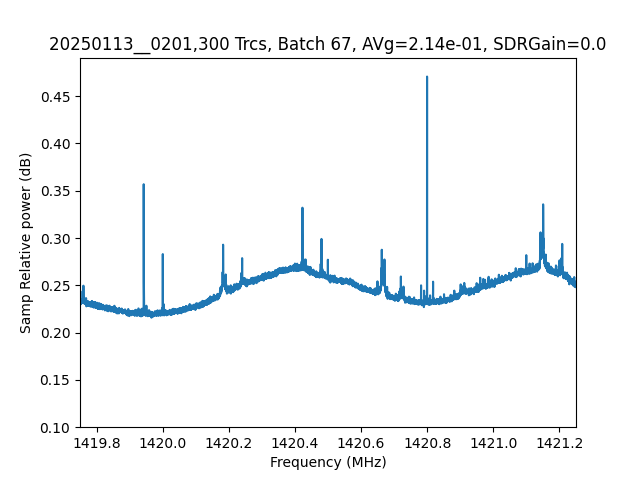 20250113__0201,300 Trcs, Batch 67, AVg=2.14e-01, SDRGain=0.0
Samp Relative power (dB)
0.45
0.40
0.35
0.30
0.25
0.20
0.15
0.10
1419.8 1420.0 1420.2 1420.4 1420.6 1420.8 1421.0 1421.2
Frequency (MHz)